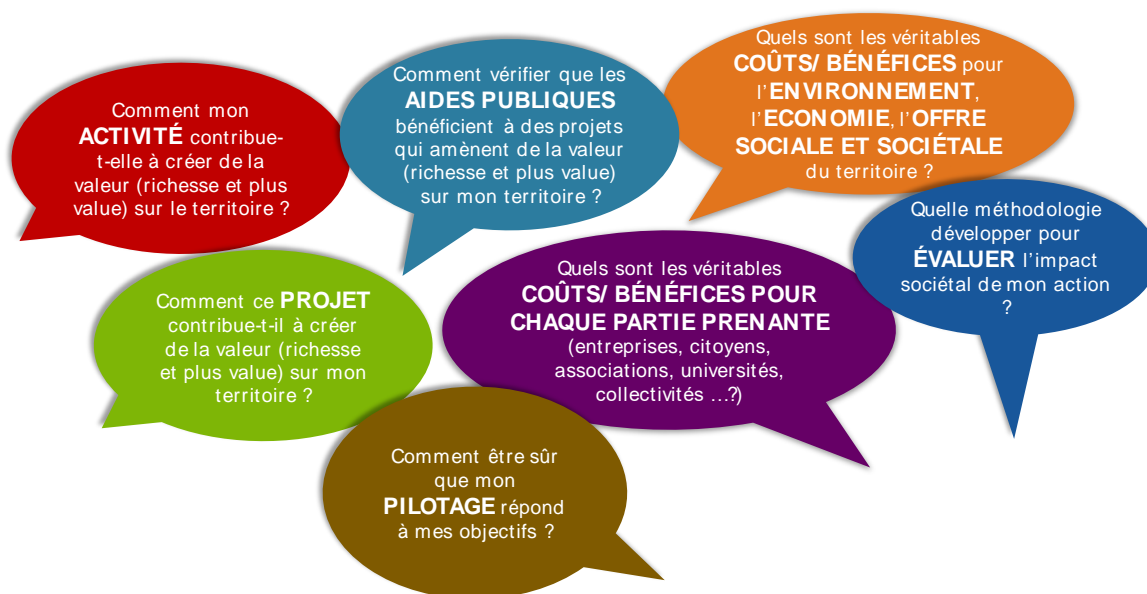 Comment mon
ACTIVITÉ contribue-
t-elle à créer de la
valeur (richesse et plus
value) sur le territoire ?
Comment vérifier que les
AIDES PUBLIQUES
bénéficient à des projets
qui amènent de la valeur
(richesse et plus value)
sur mon territoire ?
Quels sont les véritables
COÛTS/ BÉNÉFICES pour
l'ENVIRONNEMENT,
l'ECONOMIE, l'OFFRE
SOCIALE ET SOCIÉTALE
du territoire ?
Quelle méthodologie
développer pour
ÉVALUER l'impact
sociétal de mon action
?
Comment ce PROJET
contribue-t-il à créer
de la valeur (richesse
et plus value) sur mon
territoire ?
Quels sont les véritables
COÛTS/ BÉNÉFICES POUR
CHAQUE PARTIE PRENANTE
(entreprises, citoyens,
associations, universités,
collectivités …?)
Comment être sûr
que mon
PILOTAGE répond
à mes objectifs ?